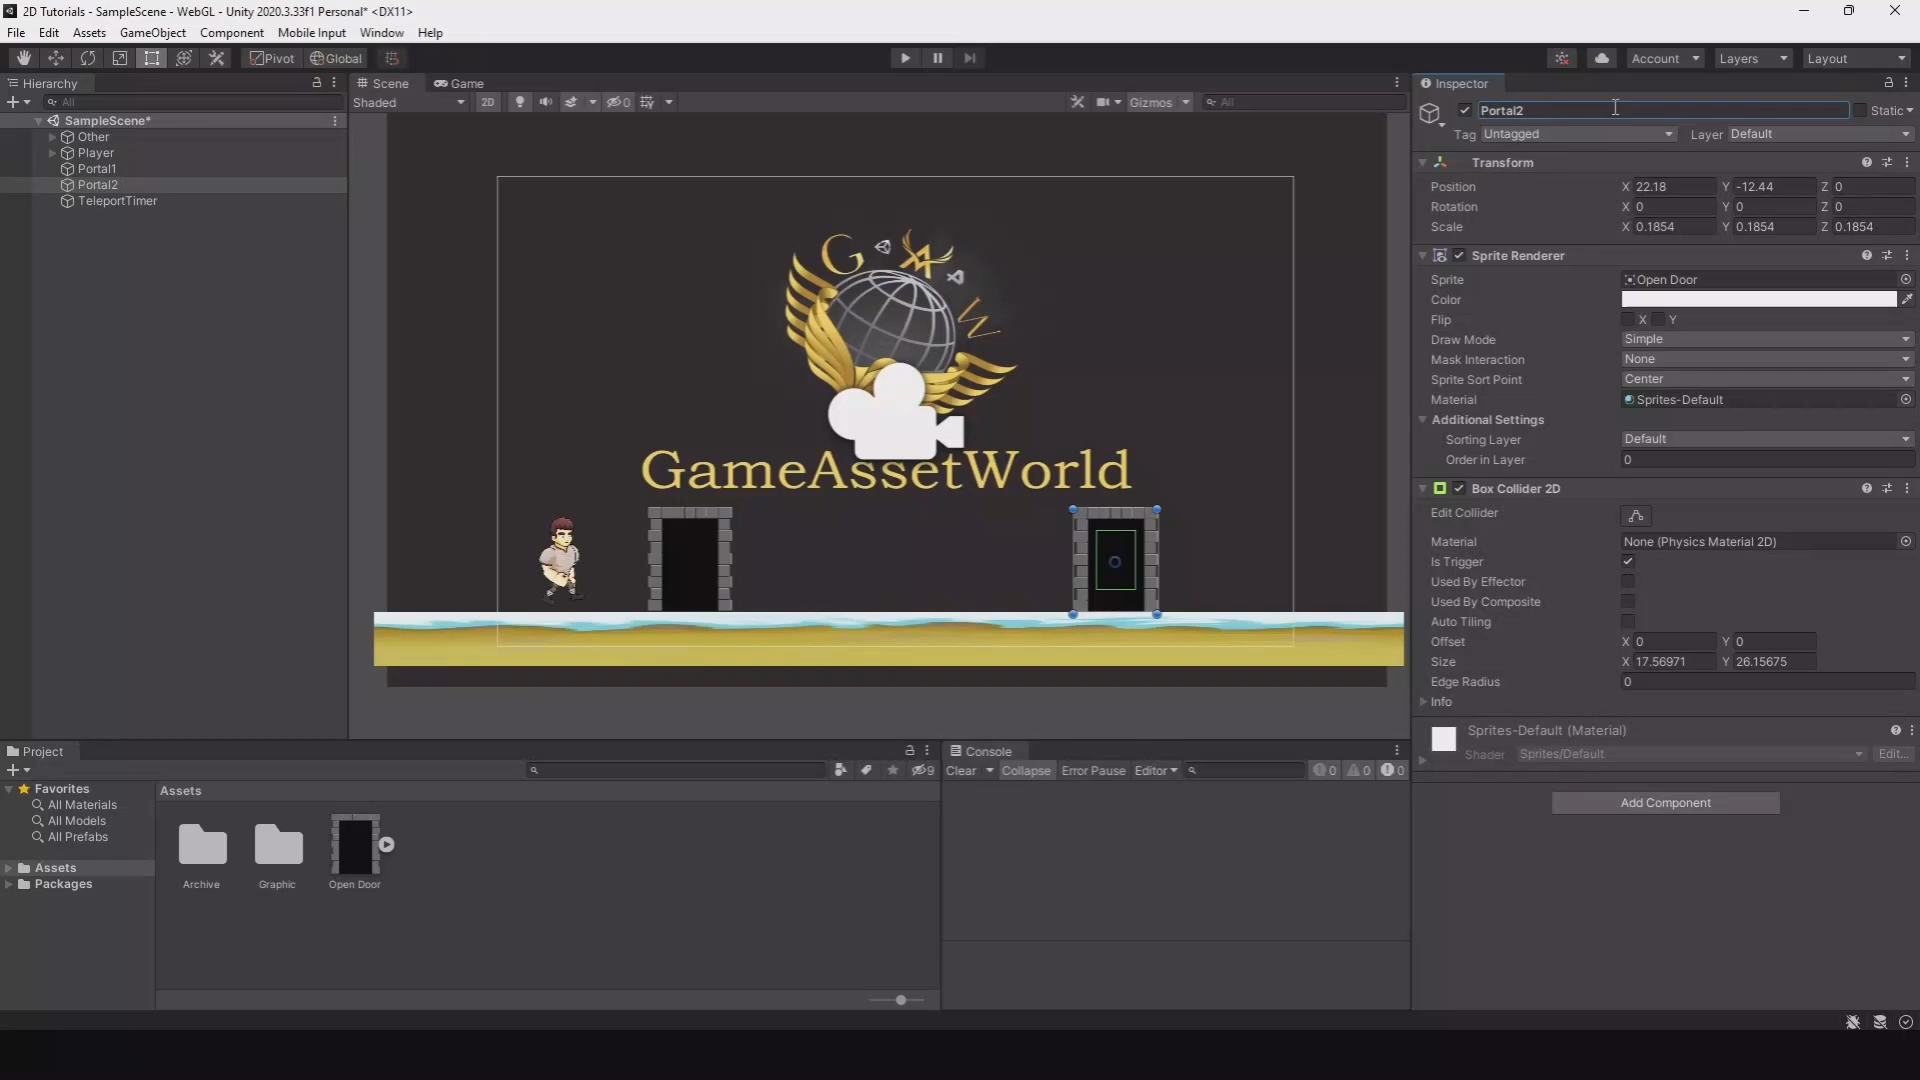 2D Tutorials - SampleScene - WebGL - Unity 2020.3.33f1 Personal* <DX11>
File Edit Assets GameObject Component Mobile Input Window Help
Pivot Global Account Layers Layout
Hierarchy
All
SampleScene*
Other
Player
Portal1
Portal2
TeleportTimer
Scene Game
Shaded 2D 0 Gizmos All
G W
GameAssetWorld
Inspector
Portal2 Static
Tag Untagged Layer Default
Transform
Position X 22.18 Y -12.44 Z 0
Rotation X 0 Y 0 Z 0
Scale X 0.1854 Y 0.1854 Z 0.1854
Sprite Renderer
Sprite Open Door
Color
Flip X Y
Draw Mode Simple
Mask Interaction None
Sprite Sort Point Center
Material Sprites-Default
Additional Settings
Sorting Layer Default
Order in Layer 0
Box Collider 2D
Edit Collider
Material None (Physics Material 2D)
Is Trigger
Used By Effector
Used By Composite
Auto Tiling
Offset X 0 Y 0
Size X 17.56971 Y 26.15675
Edge Radius 0
Info
Sprites-Default (Material)
Shader Sprites/Default Edit...
Add Component
Project
9
Favorites
All Materials
All Models
All Prefabs
Assets
Packages
Assets
Archive Graphic Open Door
Console
Clear Collapse Error Pause Editor 0 0 0